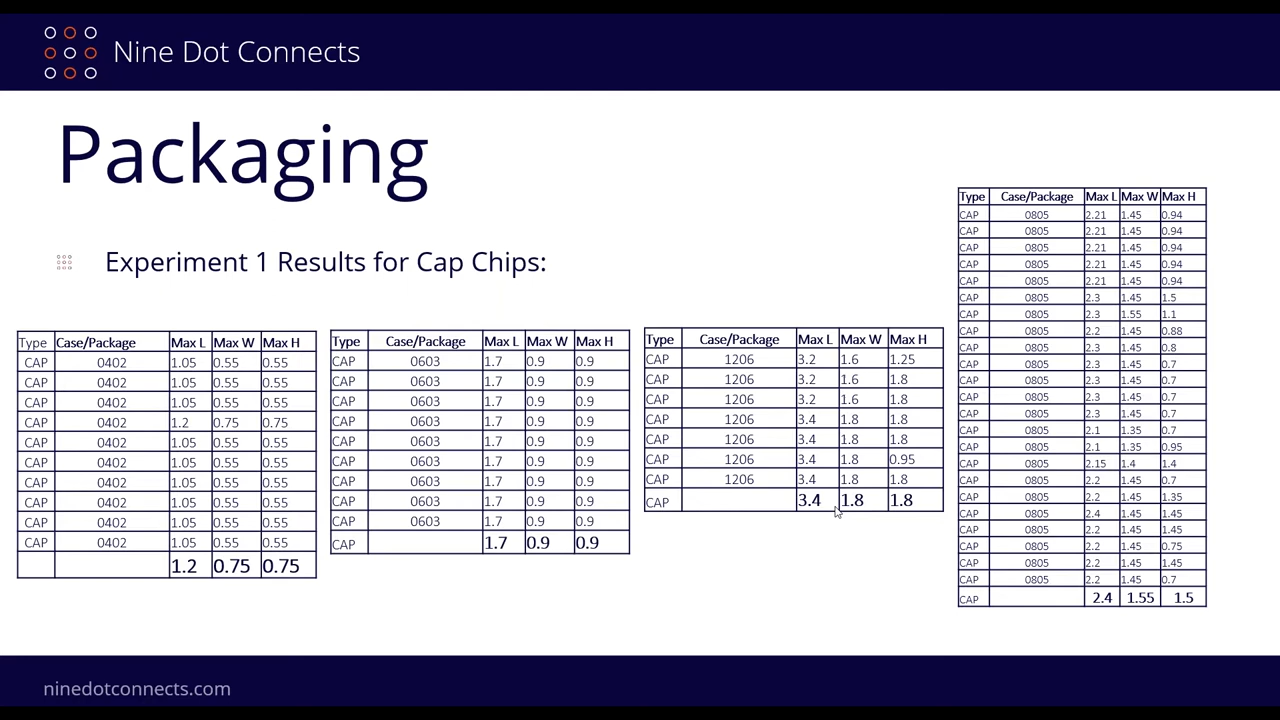 Nine Dot Connects
Packaging
Experiment 1 Results for Cap Chips:
Type Case/Package Max L Max W Max H
CAP 0402 1.05 0.55 0.55
CAP 0402 1.05 0.55 0.55
CAP 0402 1.05 0.55 0.55
CAP 0402 1.2 0.75 0.75
CAP 0402 1.05 0.55 0.55
CAP 0402 1.05 0.55 0.55
CAP 0402 1.05 0.55 0.55
CAP 0402 1.05 0.55 0.55
CAP 0402 1.05 0.55 0.55
CAP 0402 1.05 0.55 0.55
1.2 0.75 0.75
Type Case/Package Max L Max W Max H
CAP 0603 1.7 0.9 0.9
CAP 0603 1.7 0.9 0.9
CAP 0603 1.7 0.9 0.9
CAP 0603 1.7 0.9 0.9
CAP 0603 1.7 0.9 0.9
CAP 0603 1.7 0.9 0.9
CAP 0603 1.7 0.9 0.9
CAP 0603 1.7 0.9 0.9
CAP 0603 1.7 0.9 0.9
CAP 1.7 0.9 0.9
Type Case/Package Max L Max W Max H
CAP 1206 3.2 1.6 1.25
CAP 1206 3.2 1.6 1.8
CAP 1206 3.2 1.6 1.8
CAP 1206 3.4 1.8 1.8
CAP 1206 3.4 1.8 1.8
CAP 1206 3.4 1.8 0.95
CAP 1206 3.4 1.8 1.8
CAP 3.4 1.8 1.8
Type Case/Package Max L Max W Max H
CAP 0805 2.21 1.45 0.94
CAP 0805 2.21 1.45 0.94
CAP 0805 2.21 1.45 0.94
CAP 0805 2.21 1.45 0.94
CAP 0805 2.21 1.45 0.94
CAP 0805 2.3 1.45 1.5
CAP 0805 2.3 1.55 1.1
CAP 0805 2.2 1.45 0.88
CAP 0805 2.3 1.45 0.8
CAP 0805 2.3 1.45 0.7
CAP 0805 2.3 1.45 0.7
CAP 0805 2.3 1.45 0.7
CAP 0805 2.3 1.45 0.7
CAP 0805 2.1 1.35 0.7
CAP 0805 2.1 1.35 0.95
CAP 0805 2.15 1.4 1.4
CAP 0805 2.2 1.45 0.7
CAP 0805 2.2 1.45 1.35
CAP 0805 2.4 1.45 1.45
CAP 0805 2.2 1.45 1.45
CAP 0805 2.2 1.45 0.75
CAP 0805 2.2 1.45 1.45
CAP 0805 2.2 1.45 0.7
CAP 2.4 1.55 1.5
ninedotconnects.com